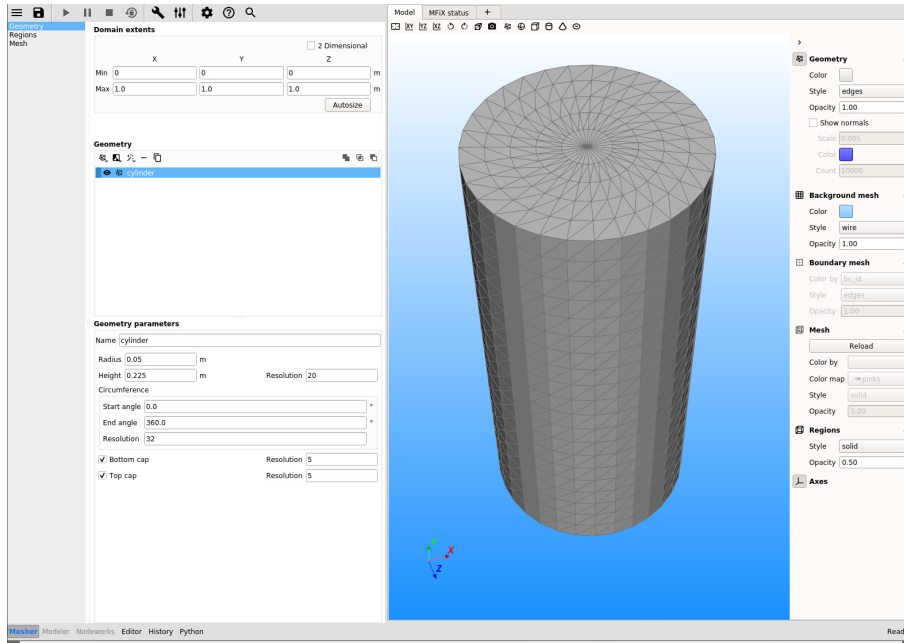 Model MFiX status +
Geometry
Regions
Mesh
Domain extents
2 Dimensional
X Y Z
Min 0 0 0 m
Max 1.0 1.0 1.0 m
Autosize
Geometry
cylinder
Geometry parameters
Name cylinder
Radius 0.05 m
Height 0.225 m Resolution 20
Circumference
Start angle 0.0 °
End angle 360.0 °
Resolution 32
Bottom cap Resolution 5
Top cap Resolution 5
XY YZ XZ
Y
X
Z
Geometry
Color
Style edges
Opacity 1.00
Show normals
Scale 0.005
Color
Count 10000
Background mesh
Color
Style wire
Opacity 1.00
Boundary mesh
Color by bc_id
Style edges
Opacity 1.00
Mesh
Reload
Color by
Color map pinks
Style solid
Opacity 1.00
Regions
Style solid
Opacity 0.50
Axes
Mesher Modeler Nodeworks Editor History Python